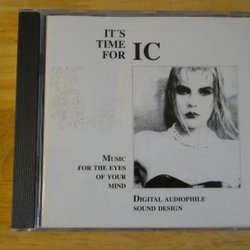 IT'S
TIME
FOR IC
MUSIC
FOR THE EYES
OF YOUR
MIND
DIGITAL AUDIOPHILE
SOUND DESIGN